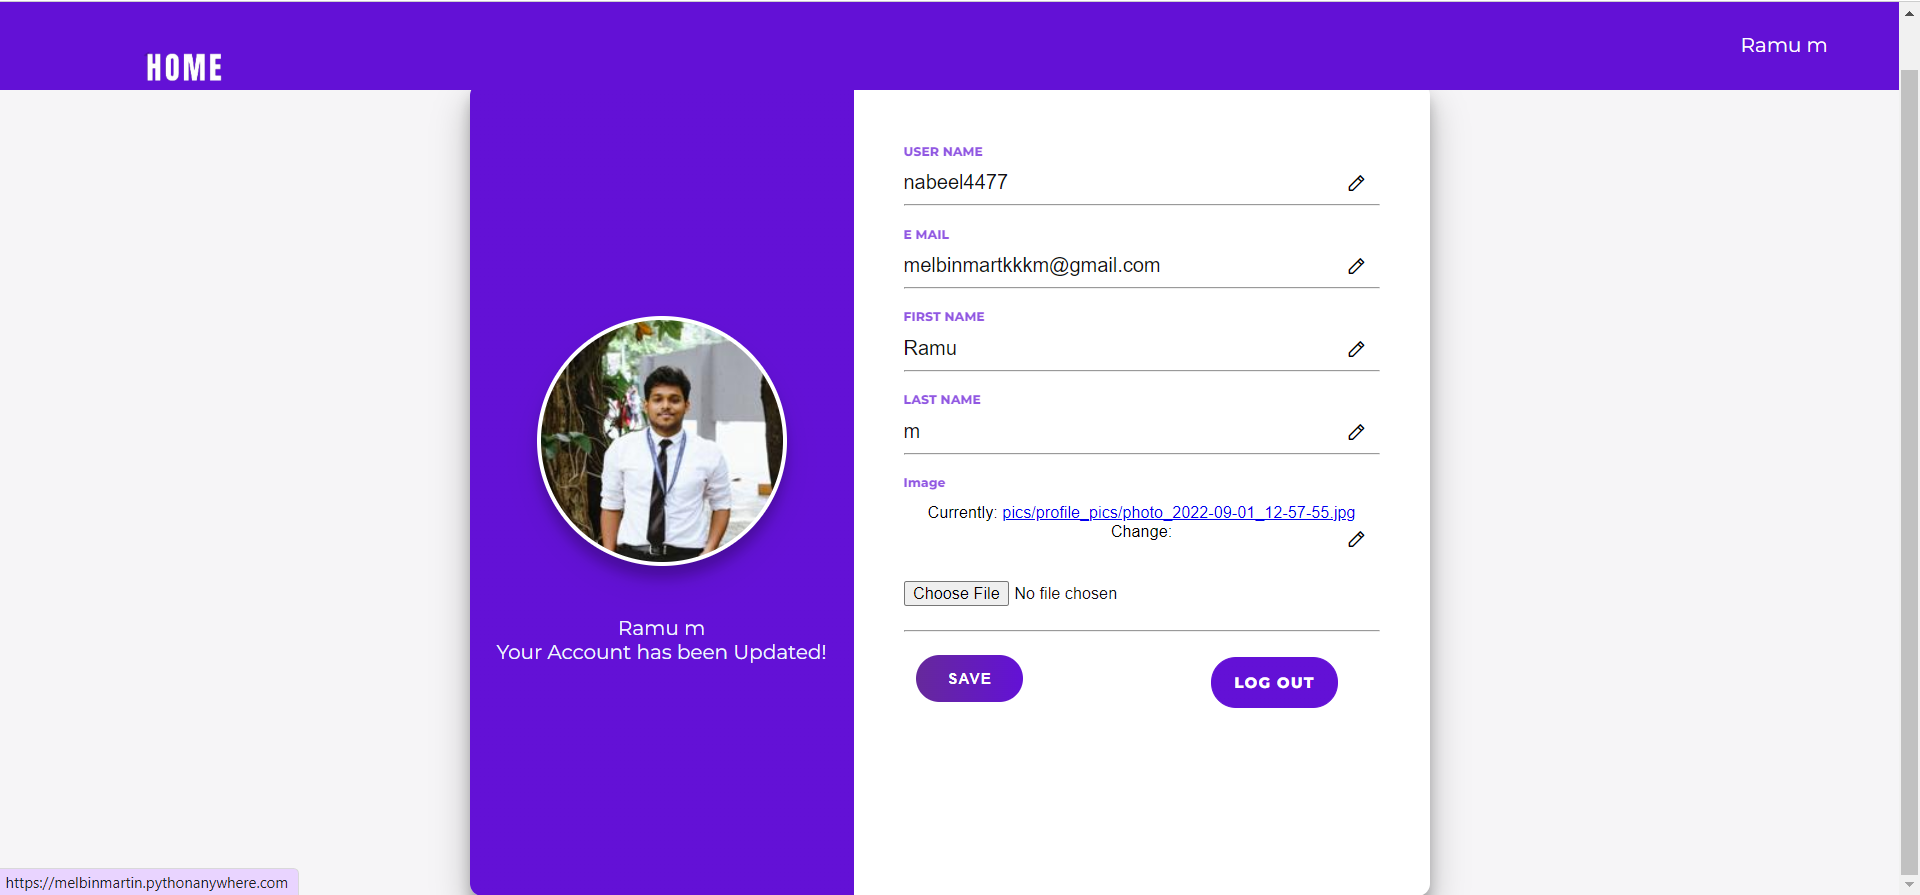 HOME
Ramu m
USER NAME
nabeel4477
E MAIL
melbinmartkkkm@gmail.com
FIRST NAME
Ramu
LAST NAME
m
Image
Currently: pics/profile_pics/photo_2022-09-01_12-57-55.jpg
Change:
Choose File No file chosen
SAVE
LOG OUT
Ramu m
Your Account has been Updated!
https://melbinmartin.pythonanywhere.com